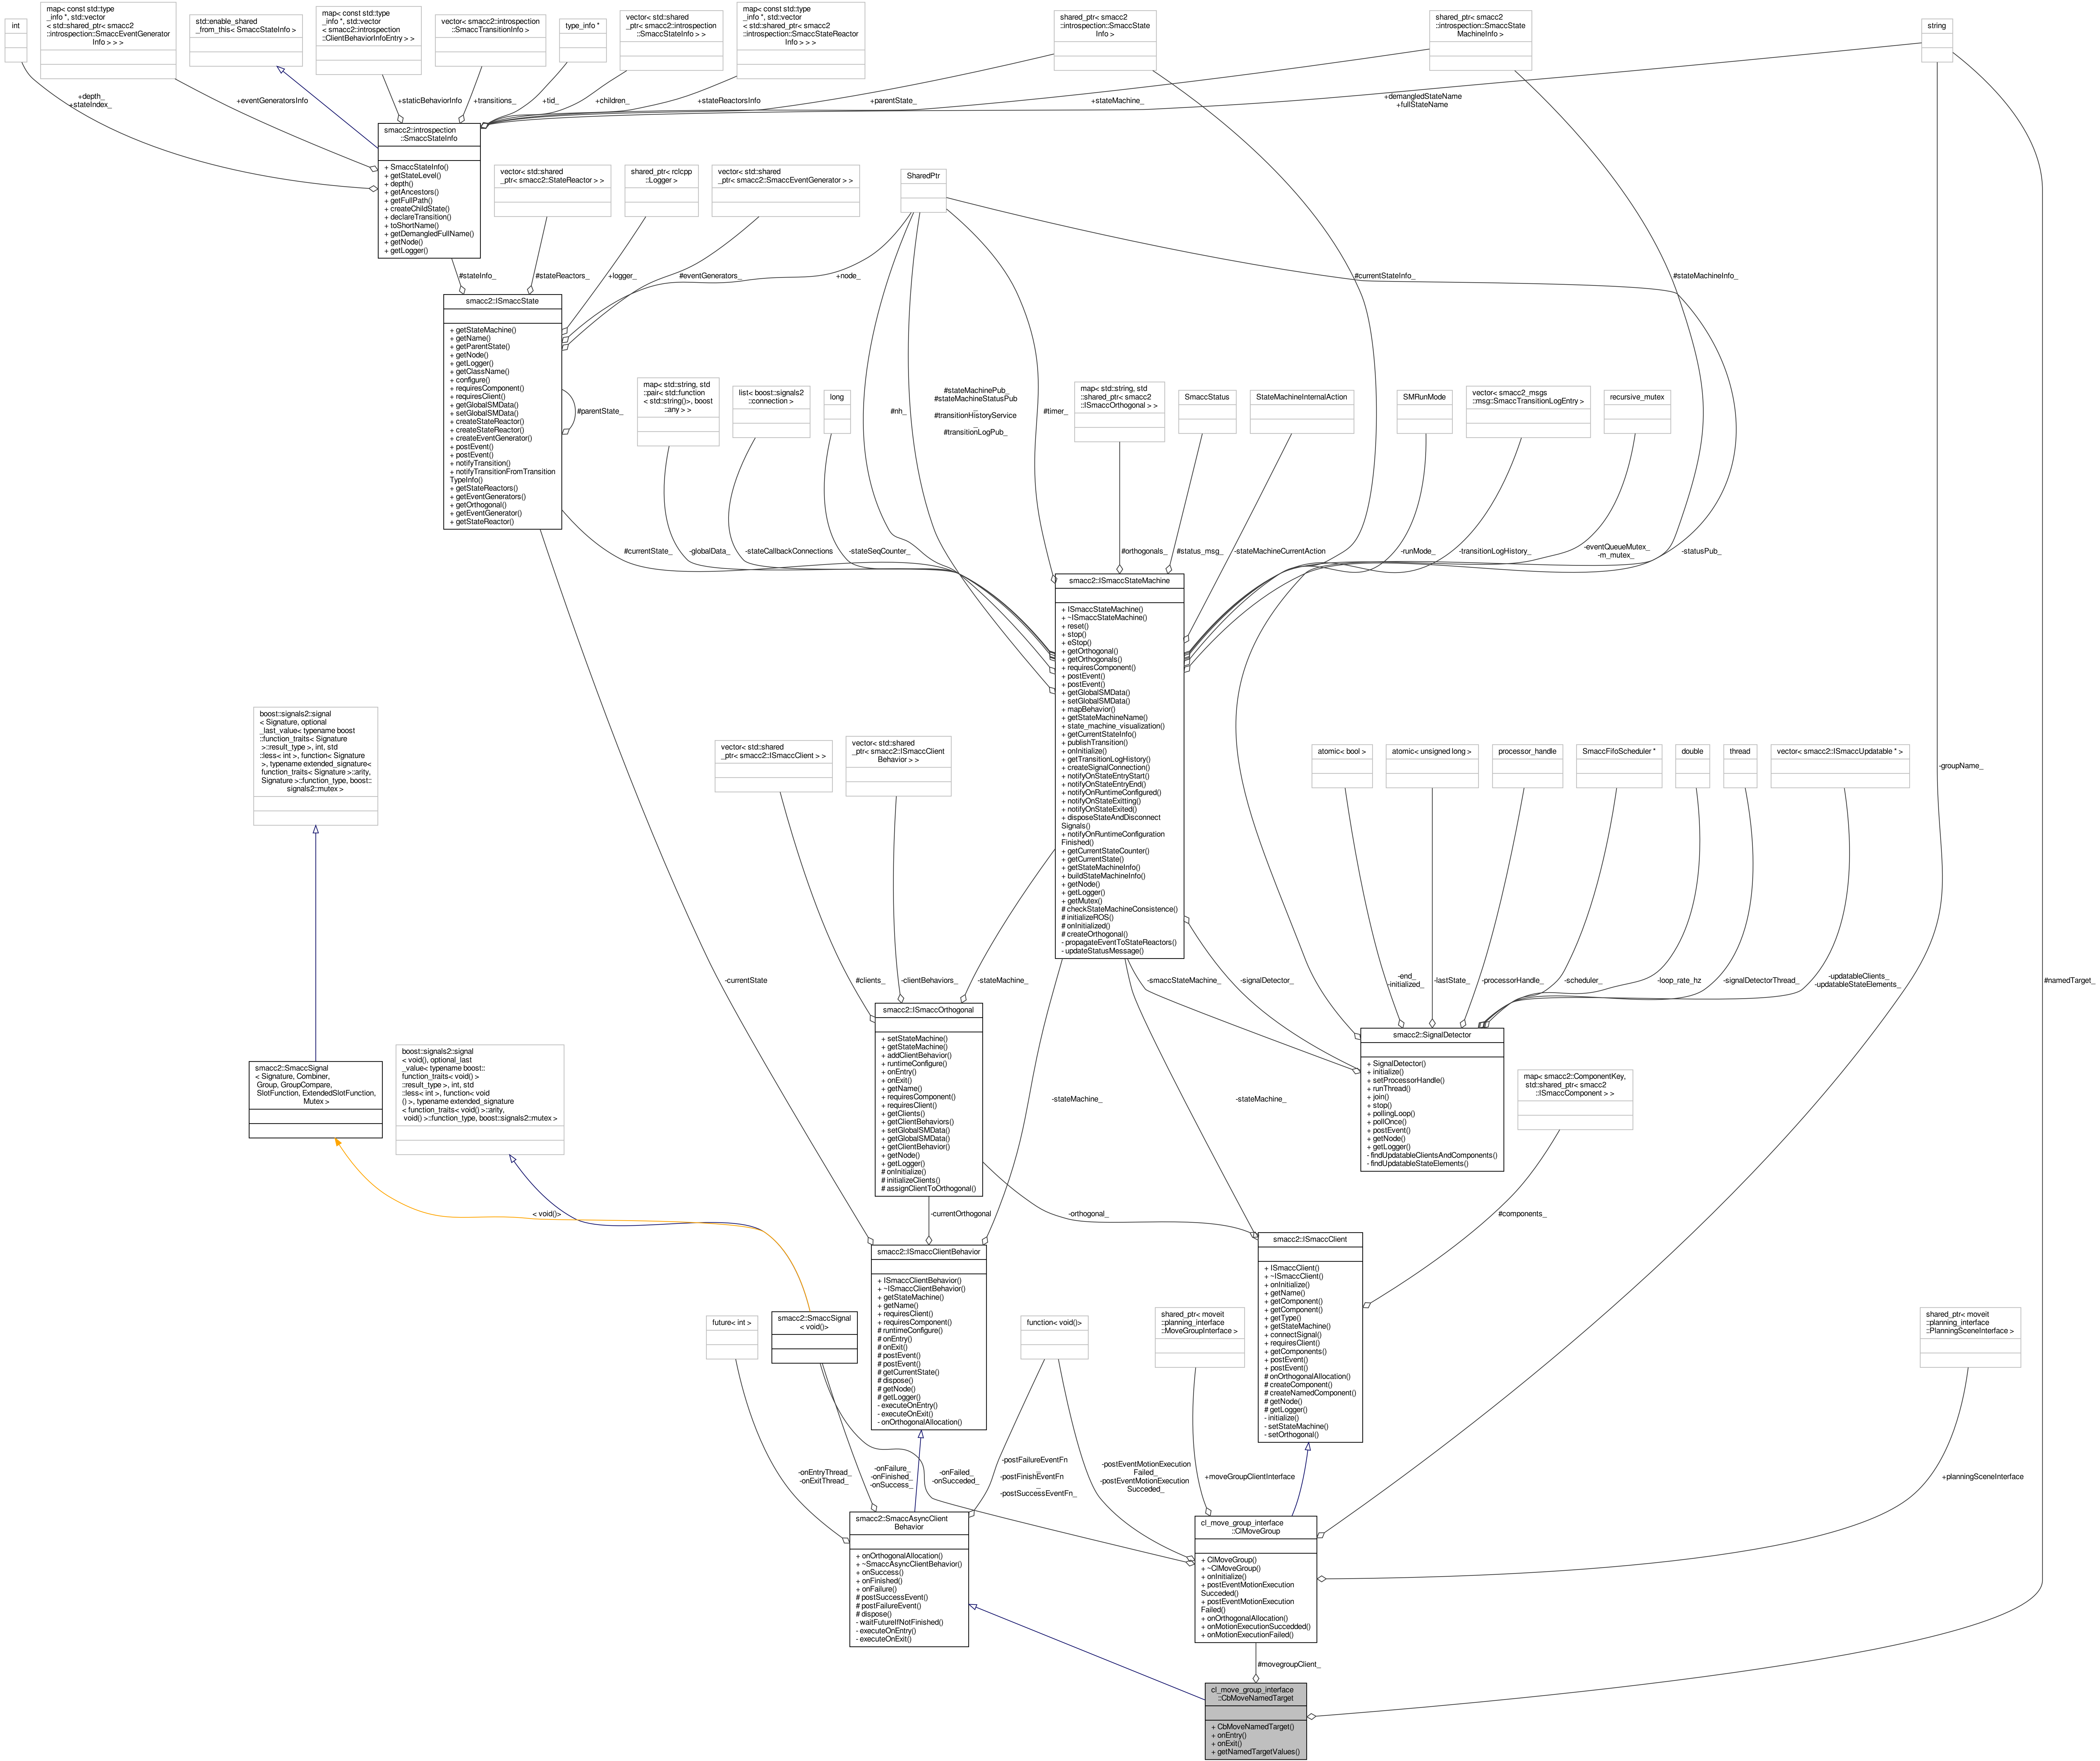 int
map< const std::type
_info *, std::vector
< std::shared_ptr< smacc2
::introspection::SmaccEventGenerator
Info > > >
std::enable_shared
_from_this< SmaccStateInfo >
map< const std::type
_info *, std::vector
< smacc2::introspection
::ClientBehaviorInfoEntry > >
vector< smacc2::introspection
::SmaccTransitionInfo >
type_info *
vector< std::shared
_ptr< smacc2::introspection
::SmaccStateInfo > >
map< const std::type
_info *, std::vector
< std::shared_ptr< smacc2
::introspection::SmaccStateReactor
Info > > >
shared_ptr< smacc2
::introspection::SmaccState
Info >
shared_ptr< smacc2
::introspection::SmaccState
MachineInfo >
string
+depth_
+stateIndex_
+eventGeneratorsInfo
+staticBehaviorInfo
+transitions_
+tid_
+children_
+stateReactorsInfo
+parentState_
+stateMachine_
+demangledStateName
+fullStateName
smacc2::introspection
::SmaccStateInfo
+ SmaccStateInfo()
+ getStateLevel()
+ depth()
+ getAncestors()
+ getFullPath()
+ createChildState()
+ declareTransition()
+ toShortName()
+ getDemangledFullName()
+ getNode()
+ getLogger()
vector< std::shared
_ptr< smacc2::StateReactor > >
shared_ptr< rclcpp
::Logger >
vector< std::shared
_ptr< smacc2::SmaccEventGenerator > >
SharedPtr
#stateInfo_
#stateReactors_
+logger_
#eventGenerators_
+node_
#currentStateInfo_
#stateMachineInfo_
smacc2::ISmaccState
+ getStateMachine()
+ getName()
+ getParentState()
+ getNode()
+ getLogger()
+ getClassName()
+ configure()
+ requiresComponent()
+ requiresClient()
+ getGlobalSMData()
+ setGlobalSMData()
+ createStateReactor()
+ createStateReactor()
+ createEventGenerator()
+ postEvent()
+ postEvent()
+ notifyTransition()
+ notifyTransitionFromTransition
TypeInfo()
+ getStateReactors()
+ getEventGenerators()
+ getOrthogonal()
+ getEventGenerator()
+ getStateReactor()
#parentState_
map< std::string, std
::pair< std::function
< std::string()>, boost
::any > >
list< boost::signals2
::connection >
long
#nh_
#stateMachinePub_
#stateMachineStatusPub
_
#transitionHistoryService
_
#transitionLogPub_
#timer_
map< std::string, std
::shared_ptr< smacc2
::ISmaccOrthogonal > >
SmaccStatus
StateMachineInternalAction
SMRunMode
vector< smacc2_msgs
::msg::SmaccTransitionLogEntry >
recursive_mutex
#currentState_
-globalData_
-stateCallbackConnections
-stateSeqCounter_
#orthogonals_
#status_msg_
-stateMachineCurrentAction
-runMode_
-transitionLogHistory_
-eventQueueMutex_
-m_mutex_
-statusPub_
smacc2::ISmaccStateMachine
+ ISmaccStateMachine()
+ ~ISmaccStateMachine()
+ reset()
+ stop()
+ eStop()
+ getOrthogonal()
+ getOrthogonals()
+ requiresComponent()
+ postEvent()
+ postEvent()
+ getGlobalSMData()
+ setGlobalSMData()
+ mapBehavior()
+ getStateMachineName()
+ state_machine_visualization()
+ getCurrentStateInfo()
+ publishTransition()
+ onInitialize()
+ getTransitionLogHistory()
+ createSignalConnection()
+ notifyOnStateEntryStart()
+ notifyOnStateEntryEnd()
+ notifyOnRuntimeConfigured()
+ notifyOnStateExitting()
+ notifyOnStateExited()
+ disposeStateAndDisconnect
Signals()
+ notifyOnRuntimeConfiguration
Finished()
+ getCurrentStateCounter()
+ getCurrentState()
+ getStateMachineInfo()
+ buildStateMachineInfo()
+ getNode()
+ getLogger()
+ getMutex()
# checkStateMachineConsistence()
# initializeROS()
# onInitialized()
# createOrthogonal()
- propagateEventToStateReactors()
- updateStatusMessage()
boost::signals2::signal
< Signature, optional
_last_value< typename boost
::function_traits< Signature
>::result_type >, int, std
::less< int >, function< Signature
>, typename extended_signature<
function_traits< Signature >::arity,
Signature >::function_type, boost::
signals2::mutex >
vector< std::shared
_ptr< smacc2::ISmaccClient > >
vector< std::shared
_ptr< smacc2::ISmaccClient
Behavior > >
atomic< bool >
atomic< unsigned long >
processor_handle
SmaccFifoScheduler *
double
thread
vector< smacc2::ISmaccUpdatable * >
-groupName_
-currentState
#clients_
-clientBehaviors_
-stateMachine_
-smaccStateMachine_
-signalDetector_
-end_
-initialized_
-lastState_
-processorHandle_
-scheduler_
-loop_rate_hz
-signalDetectorThread_
-updatableClients_
-updatableStateElements_
#namedTarget_
smacc2::ISmaccOrthogonal
+ setStateMachine()
+ getStateMachine()
+ addClientBehavior()
+ runtimeConfigure()
+ onEntry()
+ onExit()
+ getName()
+ requiresComponent()
+ requiresClient()
+ getClients()
+ getClientBehaviors()
+ setGlobalSMData()
+ getGlobalSMData()
+ getClientBehavior()
+ getNode()
+ getLogger()
# onInitialize()
# initializeClients()
# assignClientToOrthogonal()
smacc2::SignalDetector
+ SignalDetector()
+ initialize()
+ setProcessorHandle()
+ runThread()
+ join()
+ stop()
+ pollingLoop()
+ pollOnce()
+ postEvent()
+ getNode()
+ getLogger()
- findUpdatableClientsAndComponents()
- findUpdatableStateElements()
smacc2::SmaccSignal
< Signature, Combiner,
Group, GroupCompare,
SlotFunction, ExtendedSlotFunction,
Mutex >
boost::signals2::signal
< void(), optional_last
_value< typename boost::
function_traits< void() >
::result_type >, int, std
::less< int >, function< void
() >, typename extended_signature
< function_traits< void() >::arity,
void() >::function_type, boost::signals2::mutex >
map< smacc2::ComponentKey,
std::shared_ptr< smacc2
::ISmaccComponent > >
-stateMachine_
-stateMachine_
< void()>
-currentOrthogonal
-orthogonal_
#components_
smacc2::ISmaccClientBehavior
+ ISmaccClientBehavior()
+ ~ISmaccClientBehavior()
+ getStateMachine()
+ getName()
+ requiresClient()
+ requiresComponent()
# runtimeConfigure()
# onEntry()
# onExit()
# postEvent()
# postEvent()
# getCurrentState()
# dispose()
# getNode()
# getLogger()
- executeOnEntry()
- executeOnExit()
- onOrthogonalAllocation()
smacc2::ISmaccClient
+ ISmaccClient()
+ ~ISmaccClient()
+ onInitialize()
+ getName()
+ getComponent()
+ getComponent()
+ getType()
+ getStateMachine()
+ connectSignal()
+ requiresClient()
+ getComponents()
+ postEvent()
+ postEvent()
# onOrthogonalAllocation()
# createComponent()
# createNamedComponent()
# getNode()
# getLogger()
- initialize()
- setStateMachine()
- setOrthogonal()
future< int >
smacc2::SmaccSignal
< void()>
function< void()>
shared_ptr< moveit
::planning_interface
::MoveGroupInterface >
shared_ptr< moveit
::planning_interface
::PlanningSceneInterface >
-onEntryThread_
-onExitThread_
-onFailure_
-onFinished_
-onSuccess_
-onFailed_
-onSucceded_
-postFailureEventFn
_
-postFinishEventFn
_
-postSuccessEventFn_
-postEventMotionExecution
Failed_
-postEventMotionExecution
Succeded_
+moveGroupClientInterface
+planningSceneInterface
smacc2::SmaccAsyncClient
Behavior
+ onOrthogonalAllocation()
+ ~SmaccAsyncClientBehavior()
+ onSuccess()
+ onFinished()
+ onFailure()
# postSuccessEvent()
# postFailureEvent()
# dispose()
- waitFutureIfNotFinished()
- executeOnEntry()
- executeOnExit()
cl_move_group_interface
::ClMoveGroup
+ ClMoveGroup()
+ ~ClMoveGroup()
+ onInitialize()
+ postEventMotionExecution
Succeded()
+ postEventMotionExecution
Failed()
+ onOrthogonalAllocation()
+ onMotionExecutionSuccedded()
+ onMotionExecutionFailed()
#movegroupClient_
cl_move_group_interface
::CbMoveNamedTarget
+ CbMoveNamedTarget()
+ onEntry()
+ onExit()
+ getNamedTargetValues()